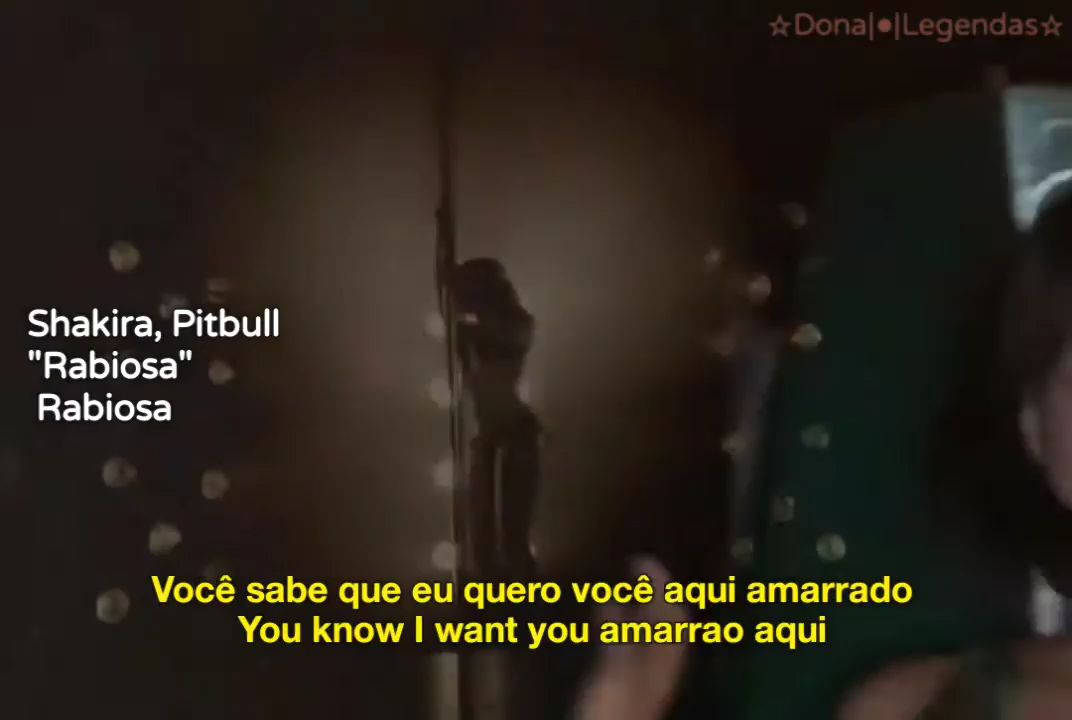 ☆Dona|●|Legendas☆
Shakira, Pitbull
"Rabiosa"
Rabiosa
Você sabe que eu quero você aqui amarrado
You know I want you amarrao aqui